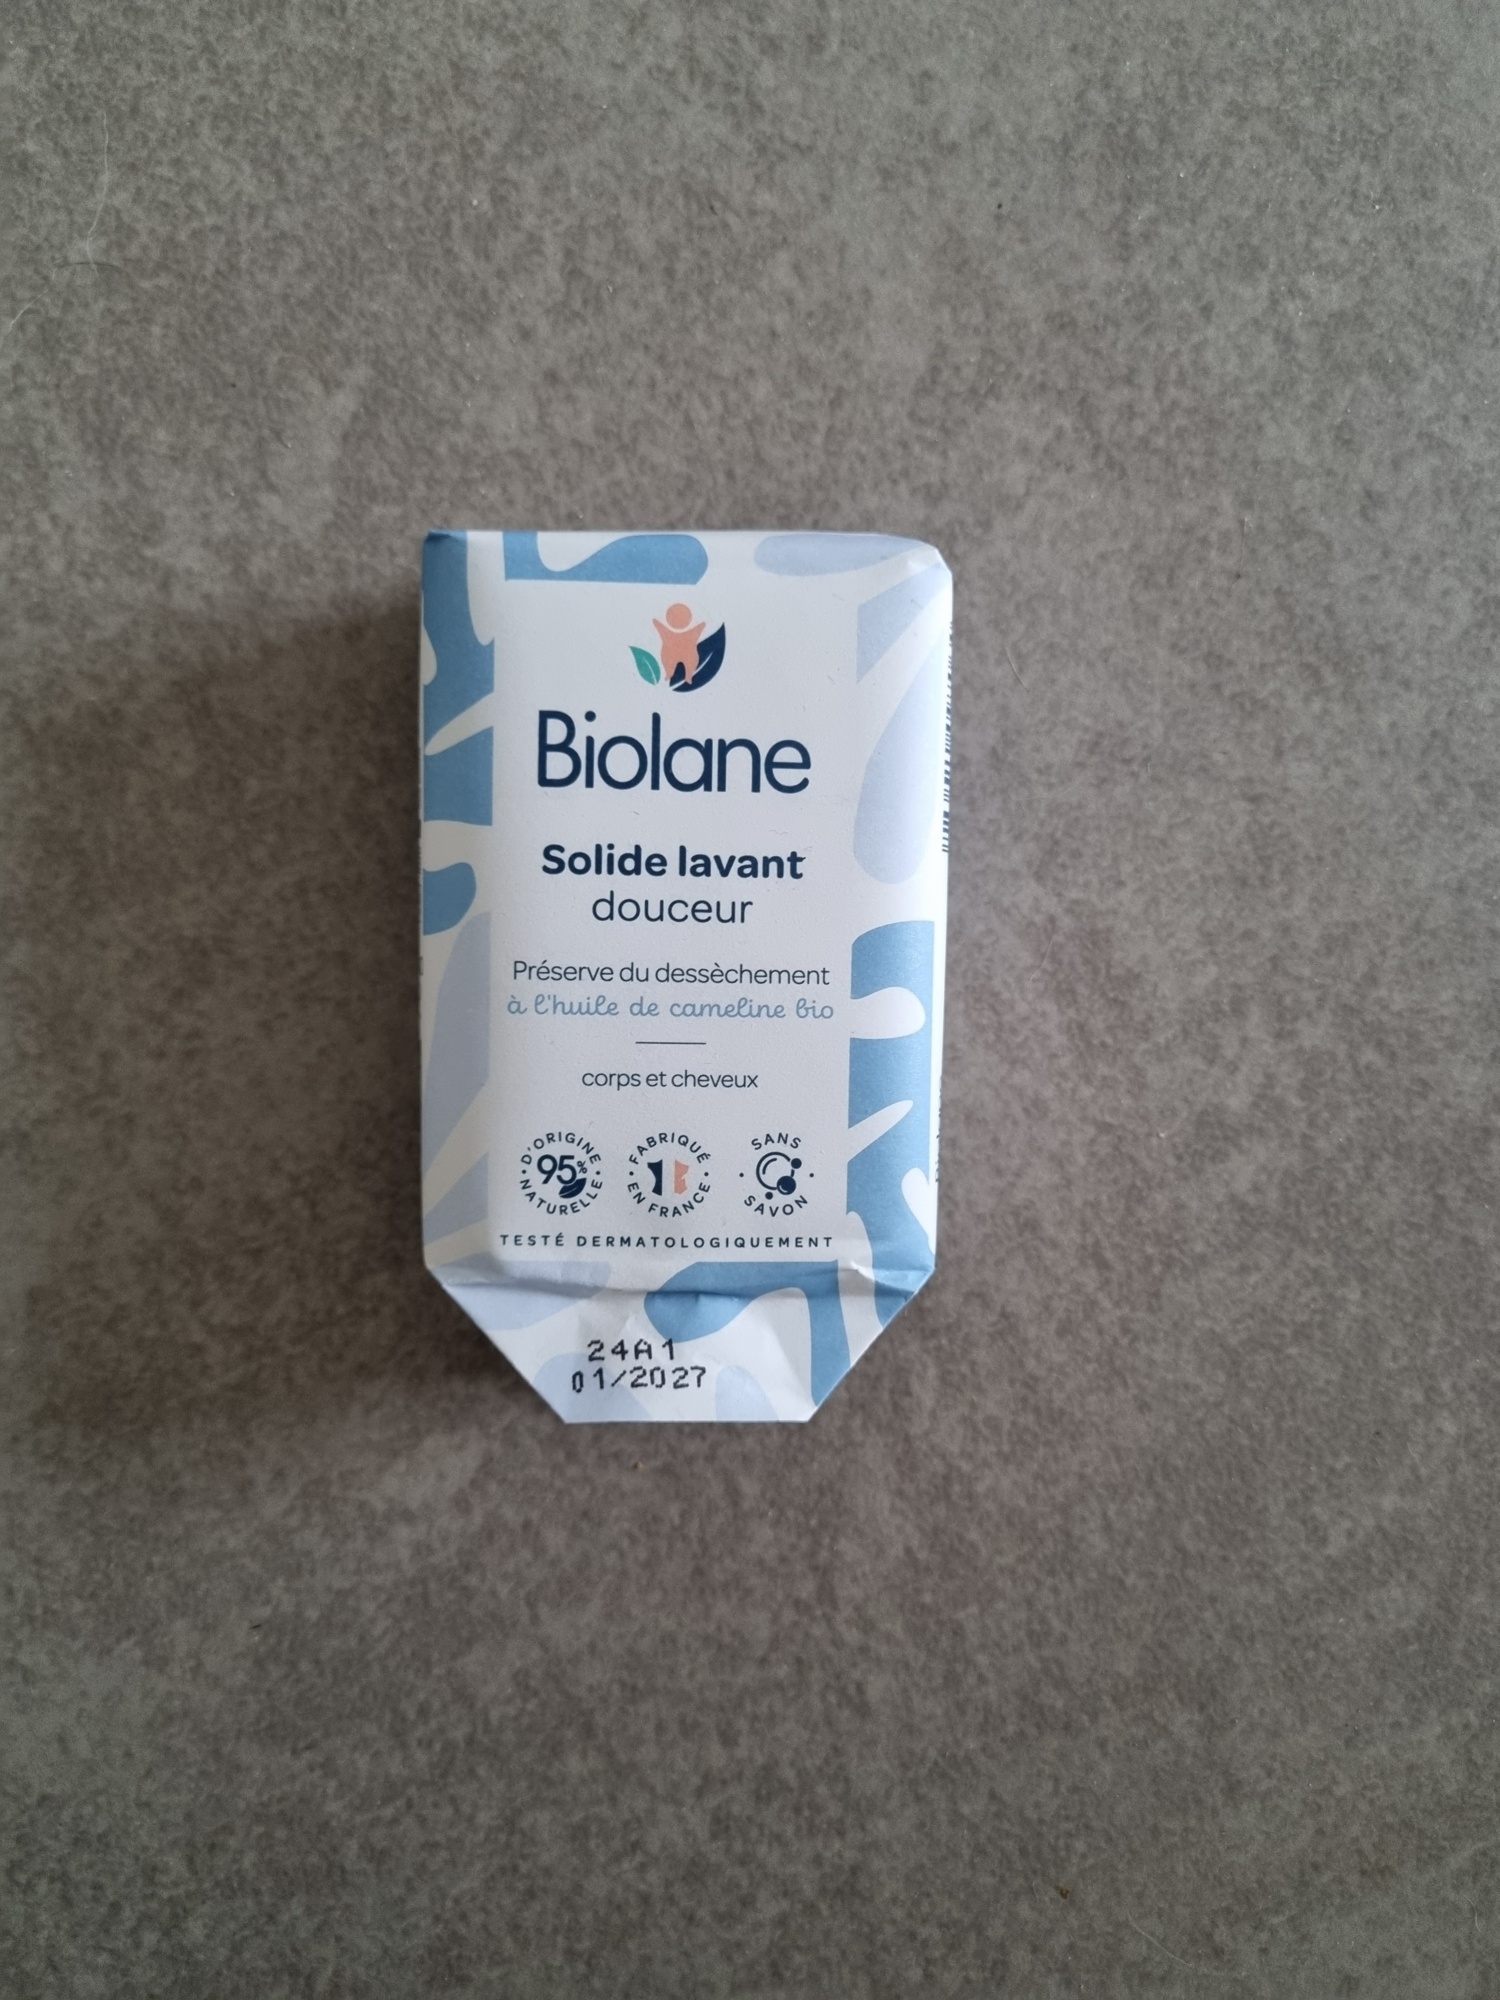 Biolane
Solide lavant
douceur
Préserve du dessèchement
à l'huile de cameline bio
corps et cheveux
D'ORIGINE
95%
NATURELLE
FABRIQUÉ
EN FRANCE
SANS
SAVON
TESTÉ DERMATOLOGIQUEMENT
24A1
01/2027